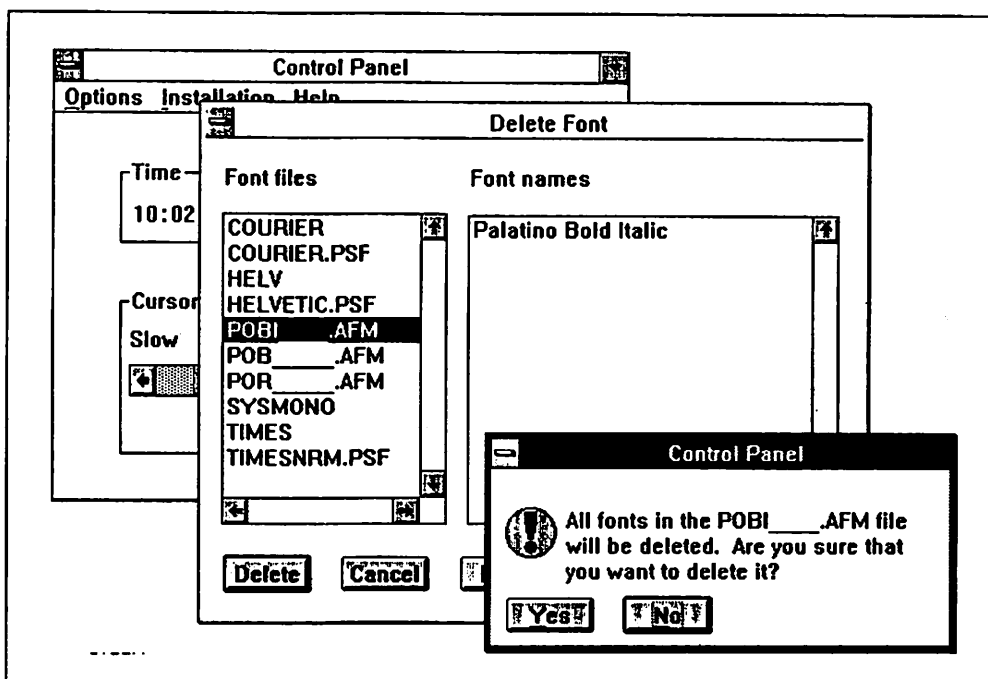 Control Panel
Options Installation Help
Delete Font
Time
10:02
Cursor
Slow
Font files
COURIER
COURIER.PSF
HELV
HELVETIC.PSF
POBI____.AFM
POB_____.AFM
POR_____.AFM
SYSMONO
TIMES
TIMESNRM.PSF
Font names
Palatino Bold Italic
Delete
Cancel
Control Panel
All fonts in the POBI____.AFM file
will be deleted. Are you sure that
you want to delete it?
Yes
No